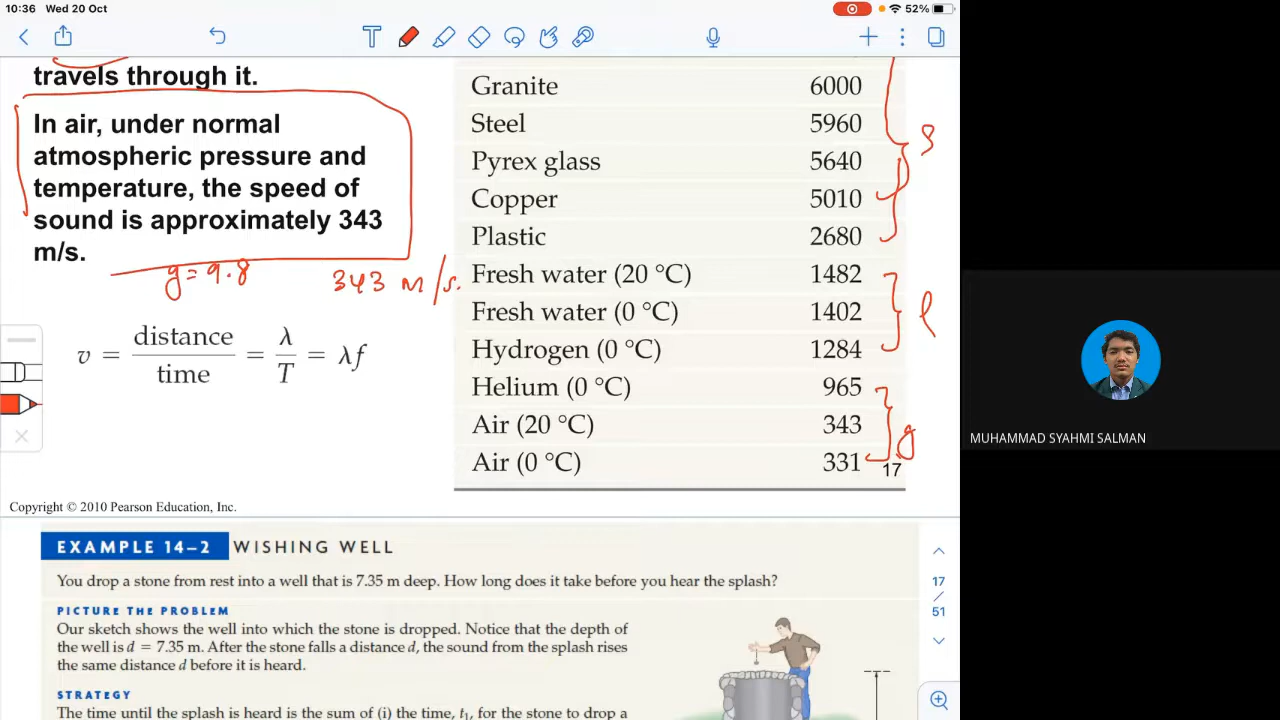 10:36 Wed 20 Oct
52%
travels through it.
In air, under normal
atmospheric pressure and
temperature, the speed of
sound is approximately 343
m/s.
g = 9.8
343 m/s.
v = distance/time = λ/T = λf
Granite 6000
Steel 5960
Pyrex glass 5640
Copper 5010
Plastic 2680
Fresh water (20 °C) 1482
Fresh water (0 °C) 1402
Hydrogen (0 °C) 1284
Helium (0 °C) 965
Air (20 °C) 343
Air (0 °C) 331
s
l
g
17
Copyright © 2010 Pearson Education, Inc.
EXAMPLE 14–2 WISHING WELL
You drop a stone from rest into a well that is 7.35 m deep. How long does it take before you hear the splash?
PICTURE THE PROBLEM
Our sketch shows the well into which the stone is dropped. Notice that the depth of
the well is d = 7.35 m. After the stone falls a distance d, the sound from the splash rises
the same distance d before it is heard.
STRATEGY
The time until the splash is heard is the sum of (i) the time, t₁, for the stone to drop a
17
/
51
MUHAMMAD SYAHMI SALMAN